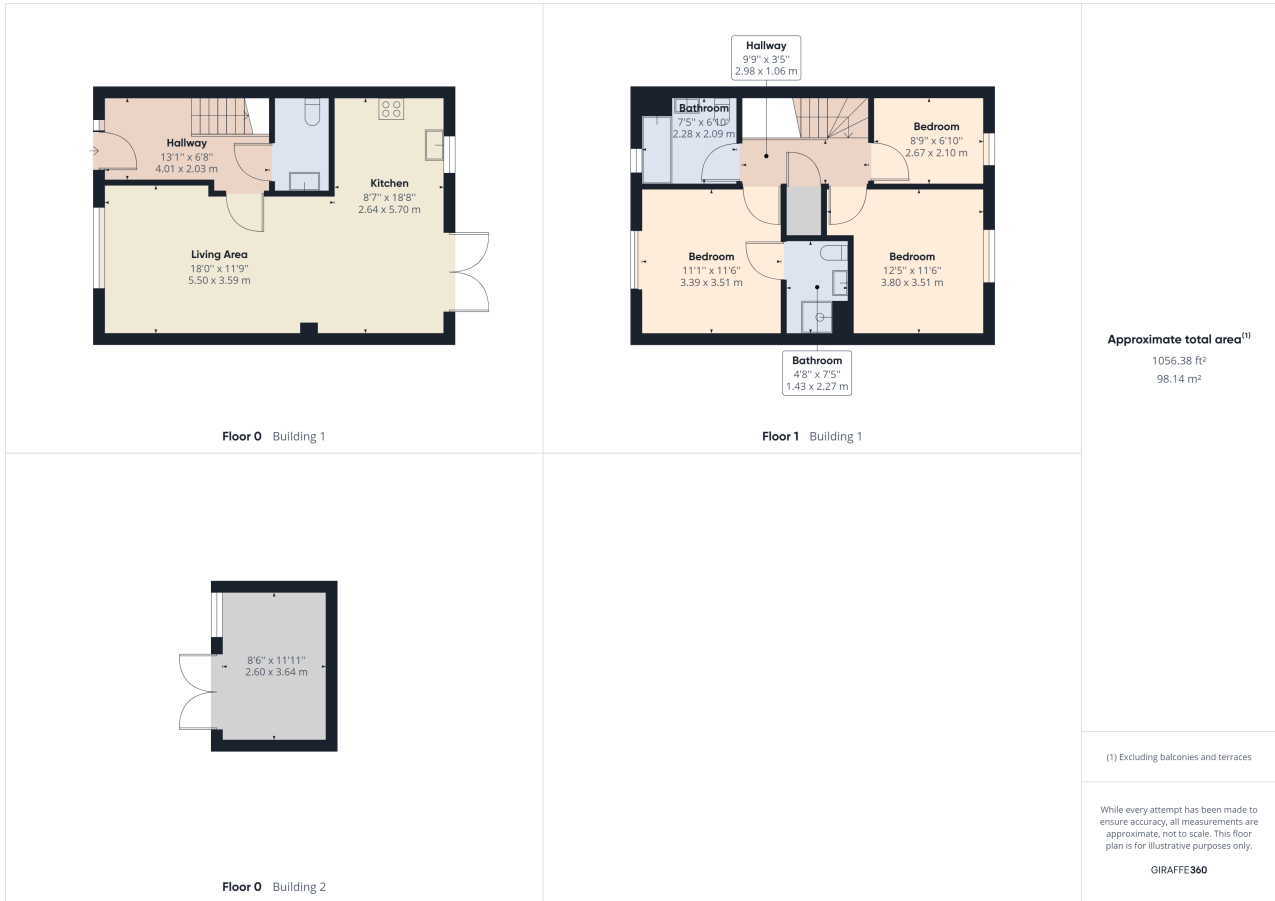 Hallway
13'1" x 6'8"
4.01 x 2.03 m
Kitchen
8'7" x 18'8"
2.64 x 5.70 m
Living Area
18'0" x 11'9"
5.50 x 3.59 m
Floor 0 Building 1
Hallway
9'9" x 3'5"
2.98 x 1.06 m
Bathroom
7'5" x 6'10"
2.28 x 2.09 m
Bedroom
8'9" x 6'10"
2.67 x 2.10 m
Bedroom
11'1" x 11'6"
3.39 x 3.51 m
Bedroom
12'5" x 11'6"
3.80 x 3.51 m
Bathroom
4'8" x 7'5"
1.43 x 2.27 m
Floor 1 Building 1
8'6" x 11'11"
2.60 x 3.64 m
Floor 0 Building 2
Approximate total area(1)
1056.38 ft²
98.14 m²
(1) Excluding balconies and terraces
While every attempt has been made to
ensure accuracy, all measurements are
approximate, not to scale. This floor
plan is for illustrative purposes only.
GIRAFFE360